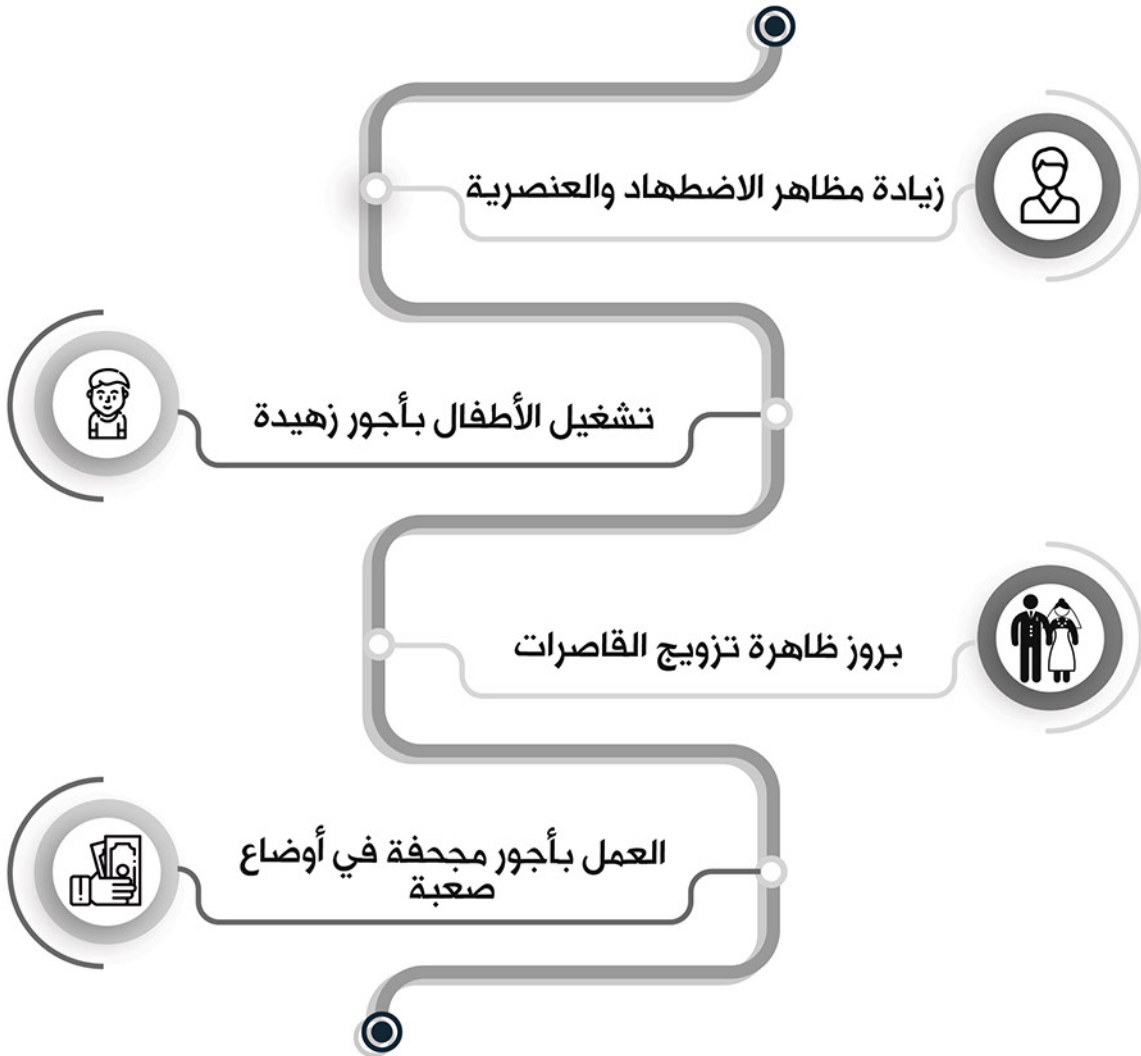 زيادة مظاهر الاضطهاد والعنصرية
تشغيل الأطفال بأجور زهيدة
بروز ظاهرة تزويج القاصرات
العمل بأجور مجحفة في أوضاع
صعبة